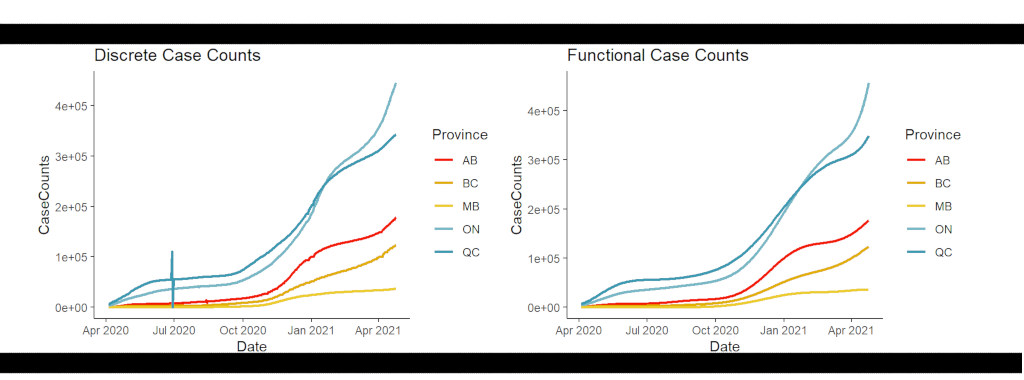 Discrete Case Counts
CaseCounts
4e+05
3e+05
2e+05
1e+05
0e+00
Apr 2020 Jul 2020 Oct 2020 Jan 2021 Apr 2021
Date
Province
AB
BC
MB
ON
QC
Functional Case Counts
CaseCounts
4e+05
3e+05
2e+05
1e+05
0e+00
Apr 2020 Jul 2020 Oct 2020 Jan 2021 Apr 2021
Date
Province
AB
BC
MB
ON
QC